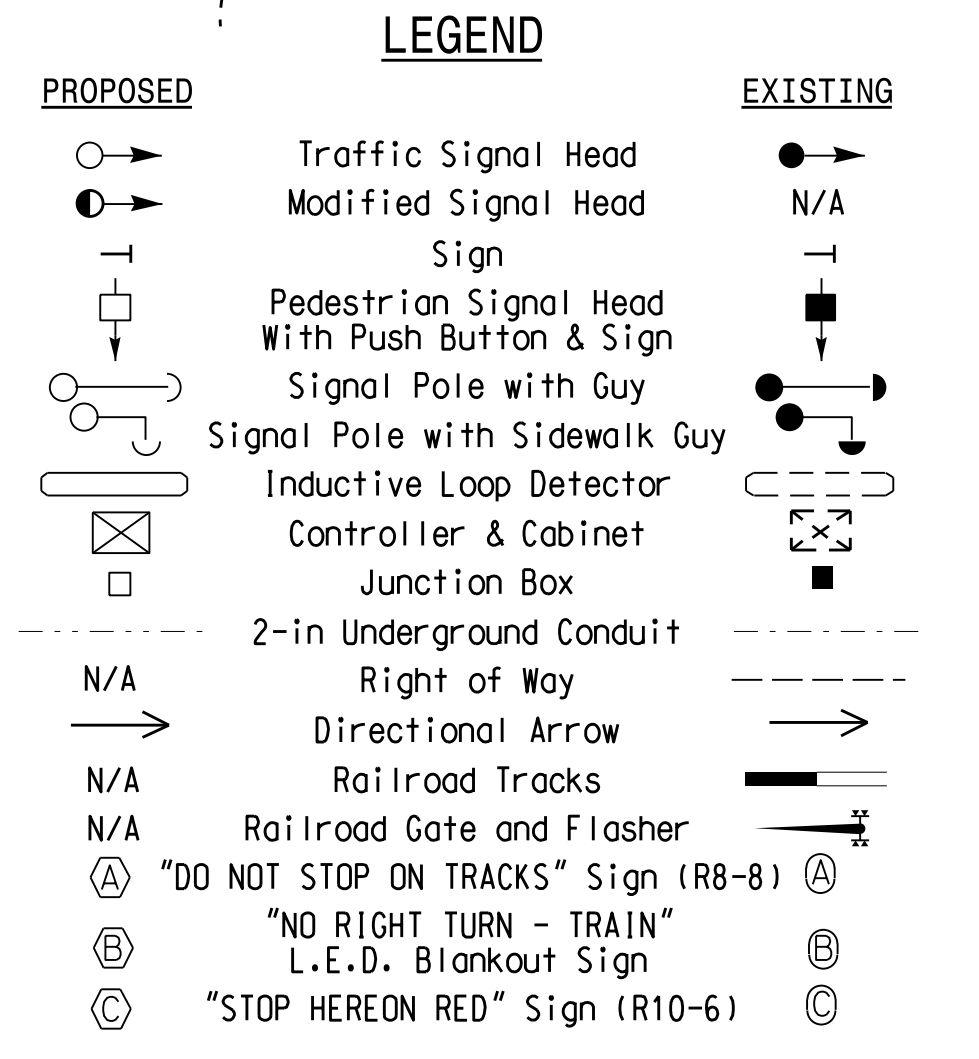 LEGEND
PROPOSED EXISTING
Traffic Signal Head
Modified Signal Head N/A
Sign
Pedestrian Signal Head
With Push Button & Sign
Signal Pole with Guy
Signal Pole with Sidewalk Guy
Inductive Loop Detector
Controller & Cabinet
Junction Box
2-in Underground Conduit
N/A Right of Way
Directional Arrow
N/A Railroad Tracks
N/A Railroad Gate and Flasher
A "DO NOT STOP ON TRACKS" Sign (R8-8) A
"NO RIGHT TURN - TRAIN"
B L.E.D. Blankout Sign B
C "STOP HEREON RED" Sign (R10-6) C